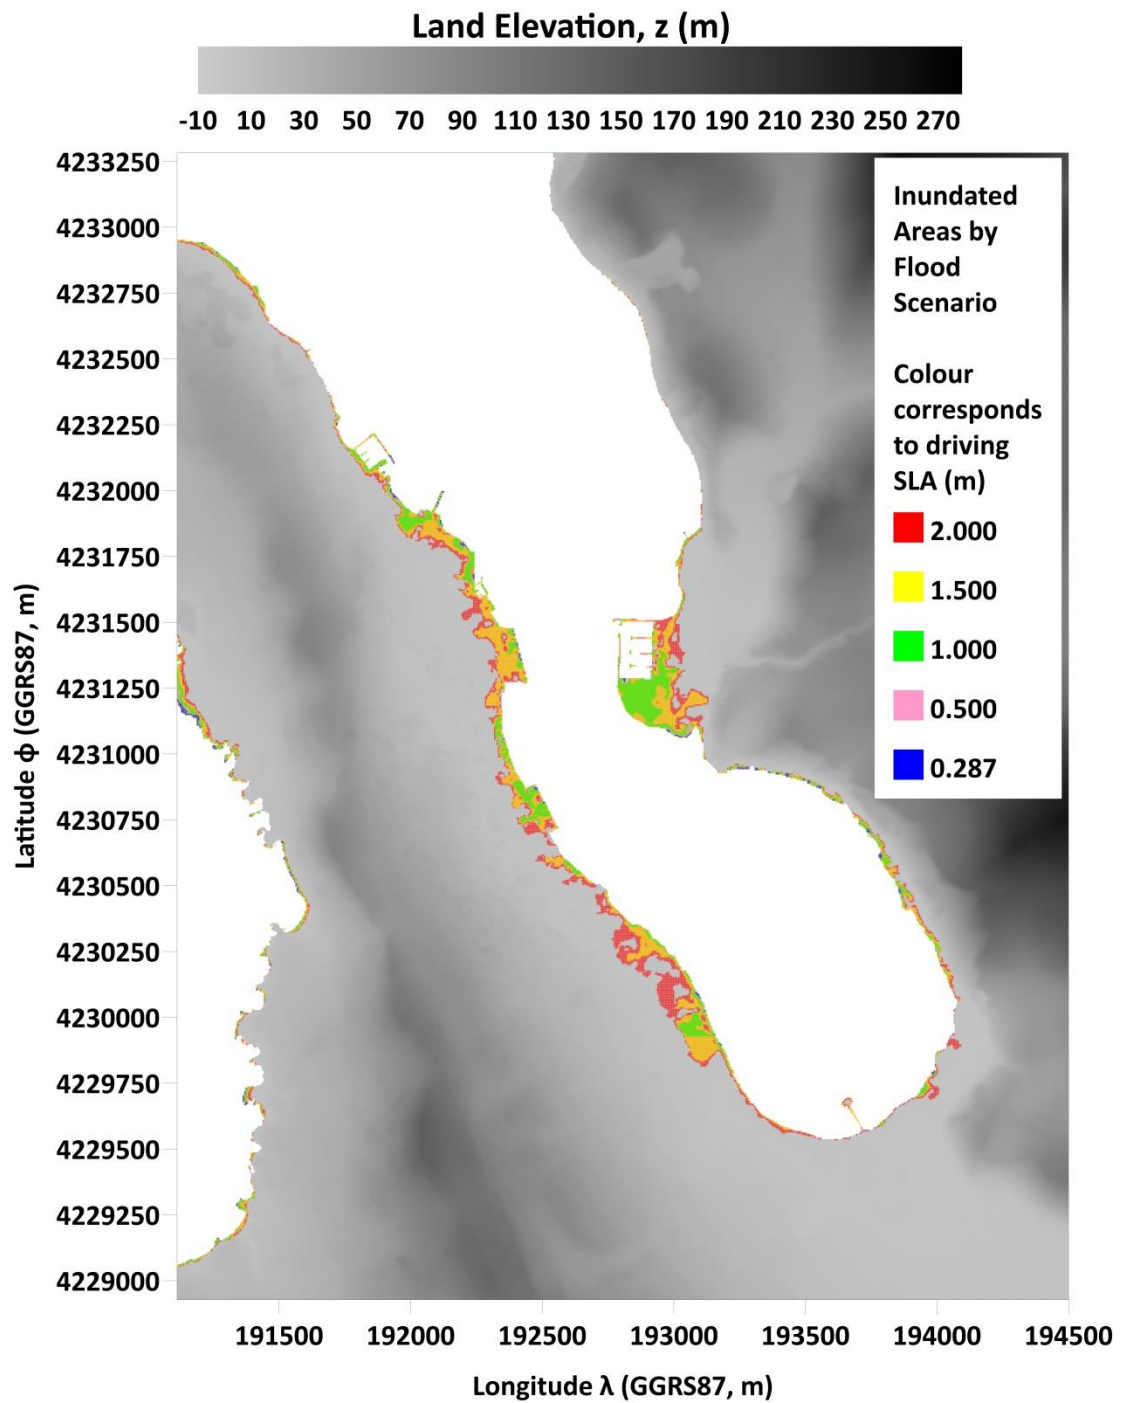 Land Elevation, z (m)
-10 10 30 50 70 90 110 130 150 170 190 210 230 250 270
4233250
4233000
4232750
4232500
4232250
4232000
4231750
4231500
4231250
4231000
4230750
4230500
4230250
4230000
4229750
4229500
4229250
4229000
Latitude ф (GGRS87, m)
Inundated
Areas by
Flood
Scenario
Colour
corresponds
to driving
SLA (m)
2.000
1.500
1.000
0.500
0.287
191500 192000 192500 193000 193500 194000 194500
Longitude λ (GGRS87, m)